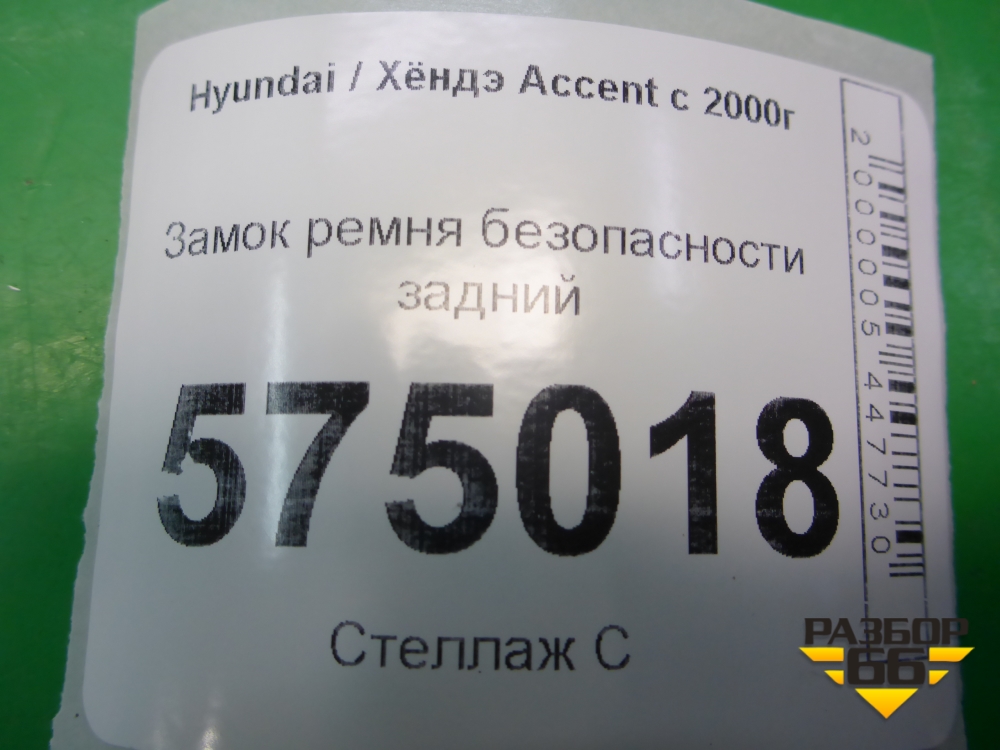 Hyundai / Хёндэ Accent с 2000г
Замок ремня безопасности
задний
575018
Стеллаж С
2000005447730
РАЗБОР
66